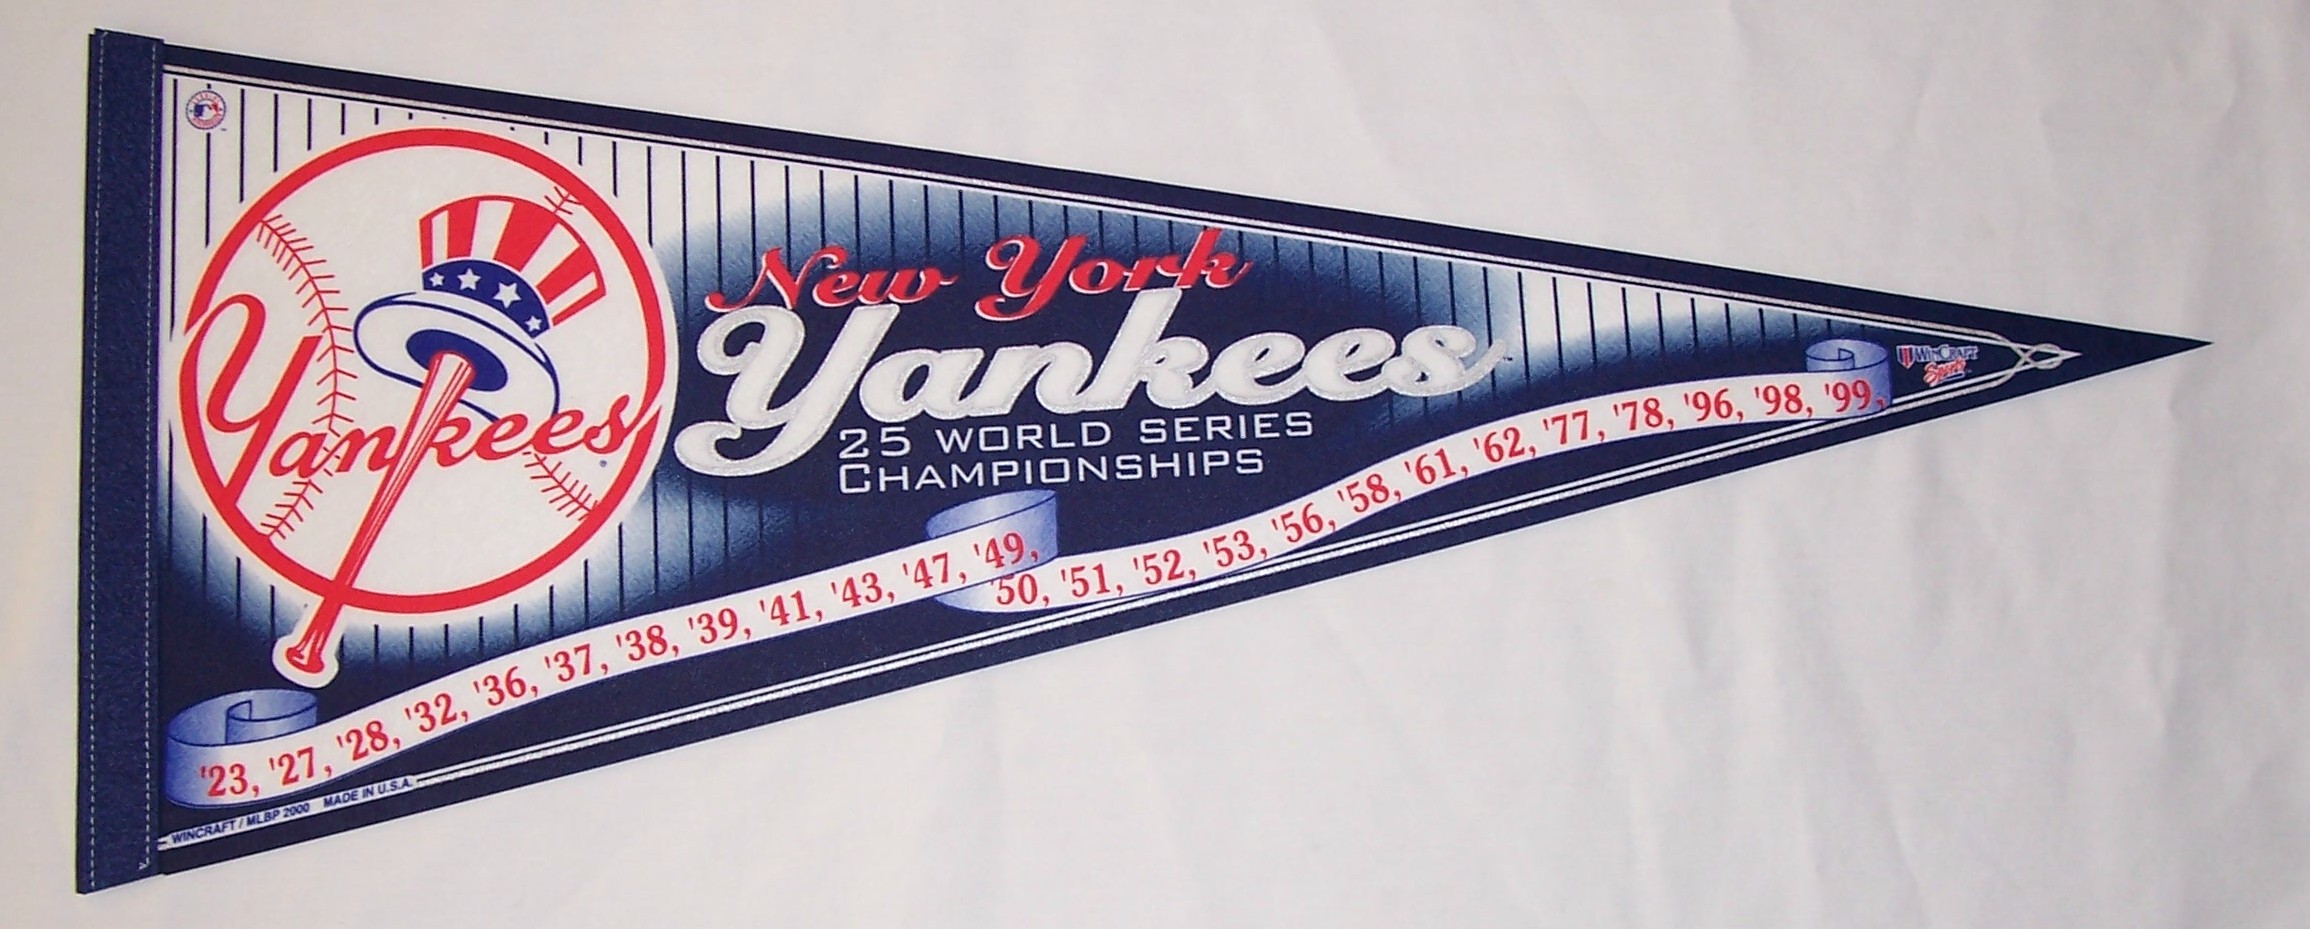 Yankees
New York
Yankees
25 WORLD SERIES
CHAMPIONSHIPS
'23, '27, '28, '32, '36, '37, '38, '39, '41, '43, '47, '49,
'50, '51, '52, '53, '56, '58, '61, '62, '77, '78, '96, '98, '99,
WINCRAFT
Sports
WINCRAFT / MLBP 2000 MADE IN U.S.A.